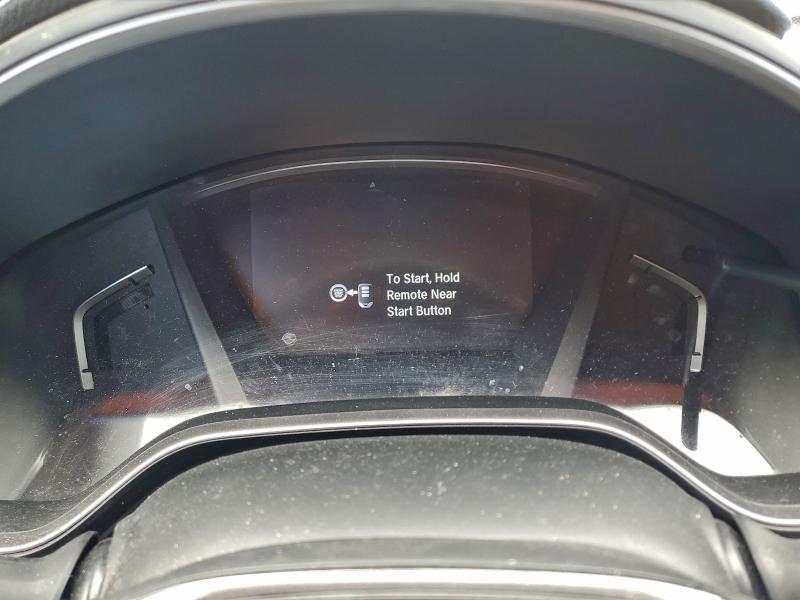 To Start, Hold
Remote Near
Start Button